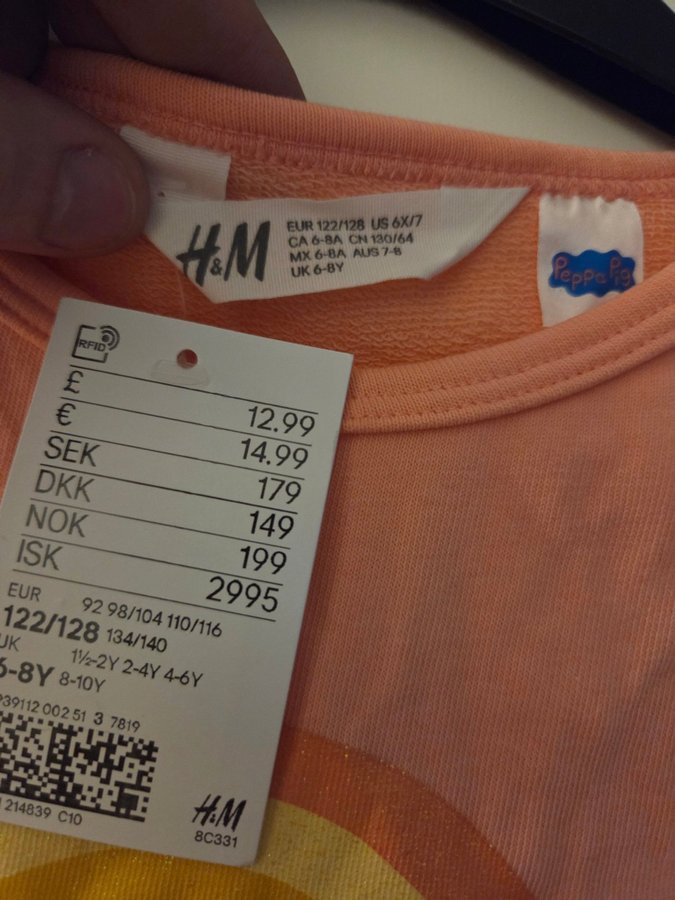 H&M
EUR 122/128 US 6X/7
CA 6-8A CN 130/64
MX 6-8A AUS 7-8
UK 6-8Y
Peppa Pig
RFID
£ 12.99
€ 14.99
SEK 179
DKK 149
NOK 199
ISK 2995
EUR 92 98/104 110/116
122/128 134/140
UK 1½-2Y 2-4Y 4-6Y
6-8Y 8-10Y
39112 002 51 3 7819
214839 C10
H&M
8C331